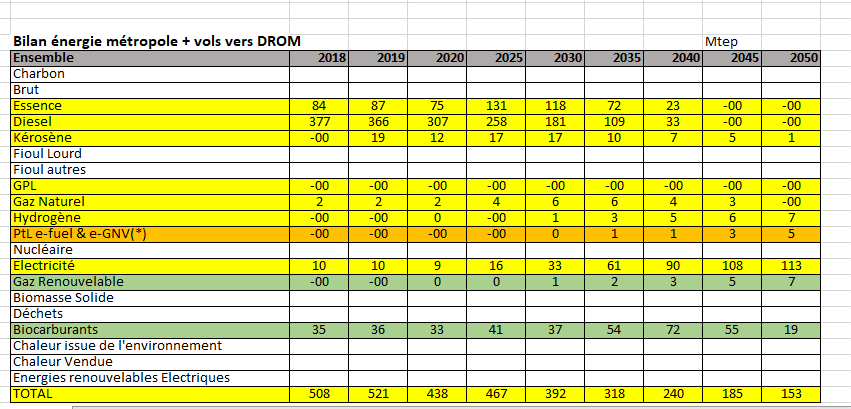 Bilan énergie métropole + vols vers DROM Mtep
Ensemble 2018 2019 2020 2025 2030 2035 2040 2045 2050
Charbon
Brut
Essence 84 87 75 131 118 72 23 -00 -00
Diesel 377 366 307 258 181 109 33 -00 -00
Kérosène -00 19 12 17 17 10 7 5 1
Fioul Lourd
Fioul autres
GPL -00 -00 -00 -00 -00 -00 -00 -00 -00
Gaz Naturel 2 2 2 4 6 6 4 3 -00
Hydrogène -00 -00 0 -00 1 3 5 6 7
PtL e-fuel & e-GNV(*) -00 -00 -00 -00 0 1 1 3 5
Nucléaire
Electricité 10 10 9 16 33 61 90 108 113
Gaz Renouvelable -00 -00 0 0 1 2 3 5 7
Biomasse Solide
Déchets
Biocarburants 35 36 33 41 37 54 72 55 19
Chaleur issue de l'environnement
Chaleur Vendue
Energies renouvelables Electriques
TOTAL 508 521 438 467 392 318 240 185 153